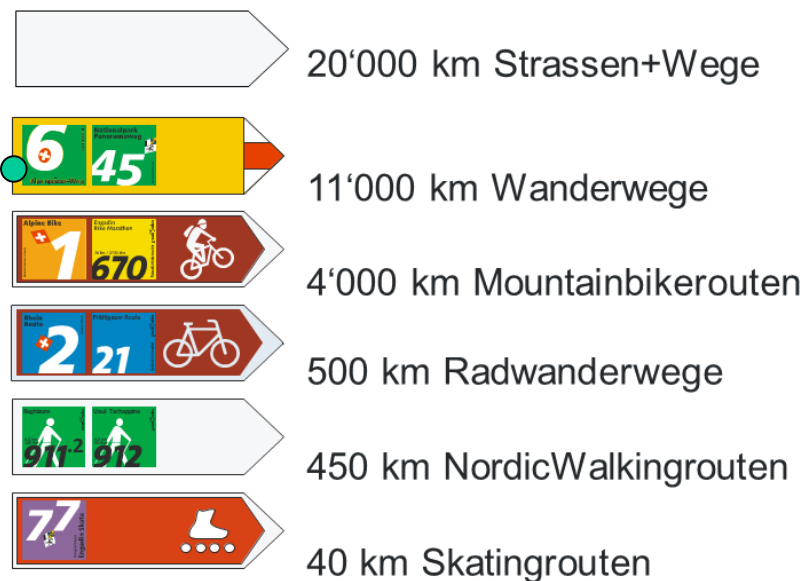 20‘000 km Strassen+Wege
6
Nationalpark
Panoramaweg
45
11‘000 km Wanderwege
Alpine Bike
1
Engadin
Bike Marathon
670
4‘000 km Mountainbikerouten
Rhein
Route
2
Prättigauer Route
21
500 km Radwanderwege
911.2
912
450 km NordicWalkingrouten
77
Engadin Skate
40 km Skatingrouten